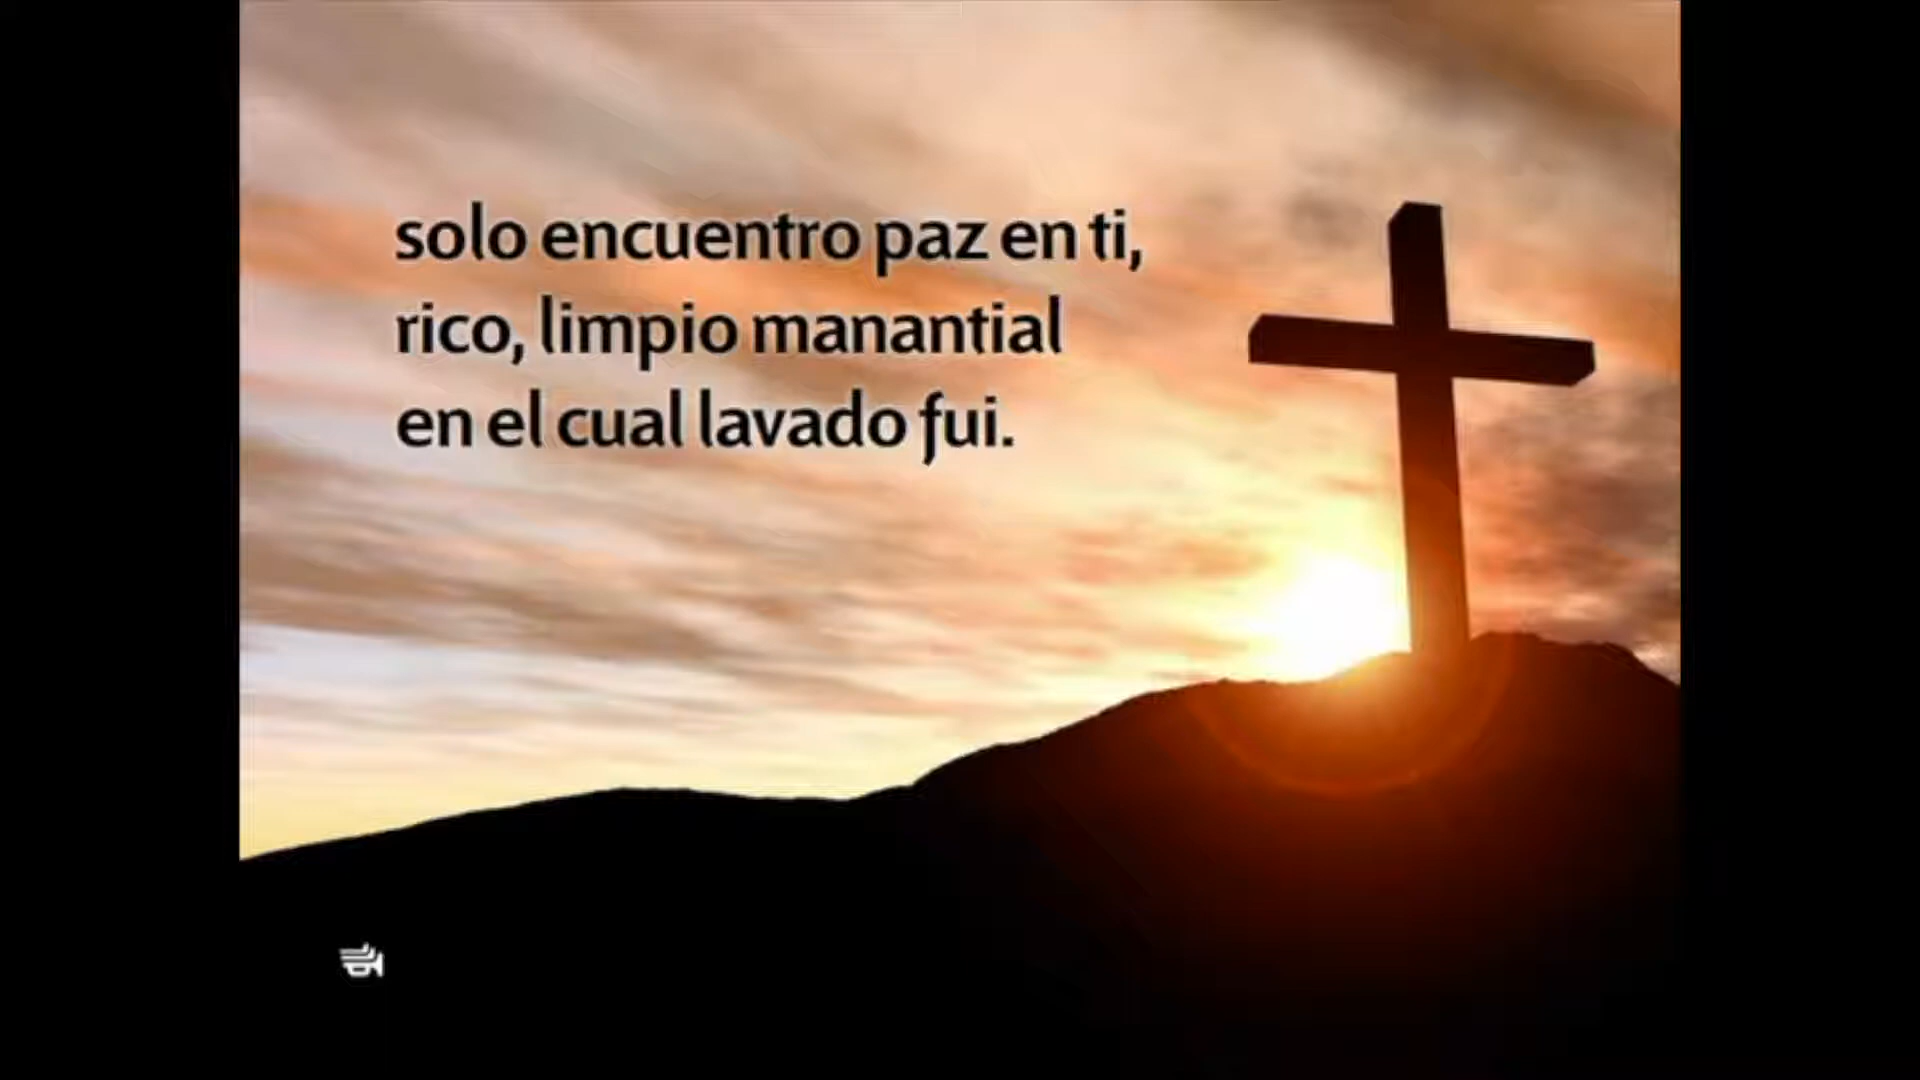 solo encuentro paz en ti,
rico, limpio manantial
en el cual lavado fui.